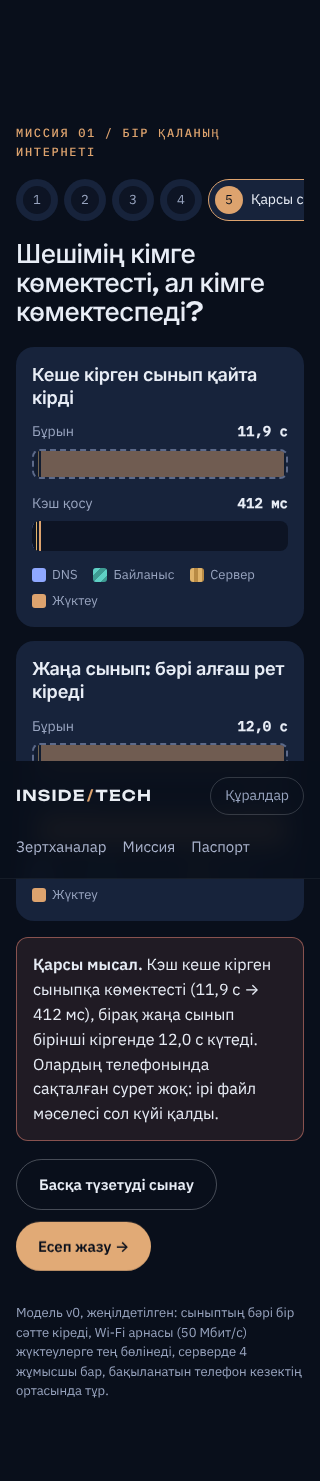 МИССИЯ 01 / БІР ҚАЛАНЫҢ
ИНТЕРНЕТІ
1 2 3 4 5 Қарсы с
Шешімің кімге
көмектесті, ал кімге
көмектеспеді?
Кеше кірген сынып қайта
кірді
Бұрын 11,9 с
Кэш қосу 412 мс
DNS Байланыс Сервер
Жүктеу
Жаңа сынып: бәрі алғаш рет
кіреді
Бұрын 12,0 с
INSIDE/TECH Құралдар
Зертханалар Миссия Паспорт
Жүктеу
Қарсы мысал. Кэш кеше кірген
сыныпқа көмектесті (11,9 с →
412 мс), бірақ жаңа сынып
бірінші кіргенде 12,0 с күтеді.
Олардың телефонында
сақталған сурет жоқ: ірі файл
мәселесі сол күйі қалды.
Басқа түзетуді сынау
Есеп жазу →
Модель v0, жеңілдетілген: сыныптың бәрі бір
сәтте кіреді, Wi-Fi арнасы (50 Мбит/с)
жүктеулерге тең бөлінеді, серверде 4
жұмысшы бар, бақыланатын телефон кезектің
ортасында тұр.